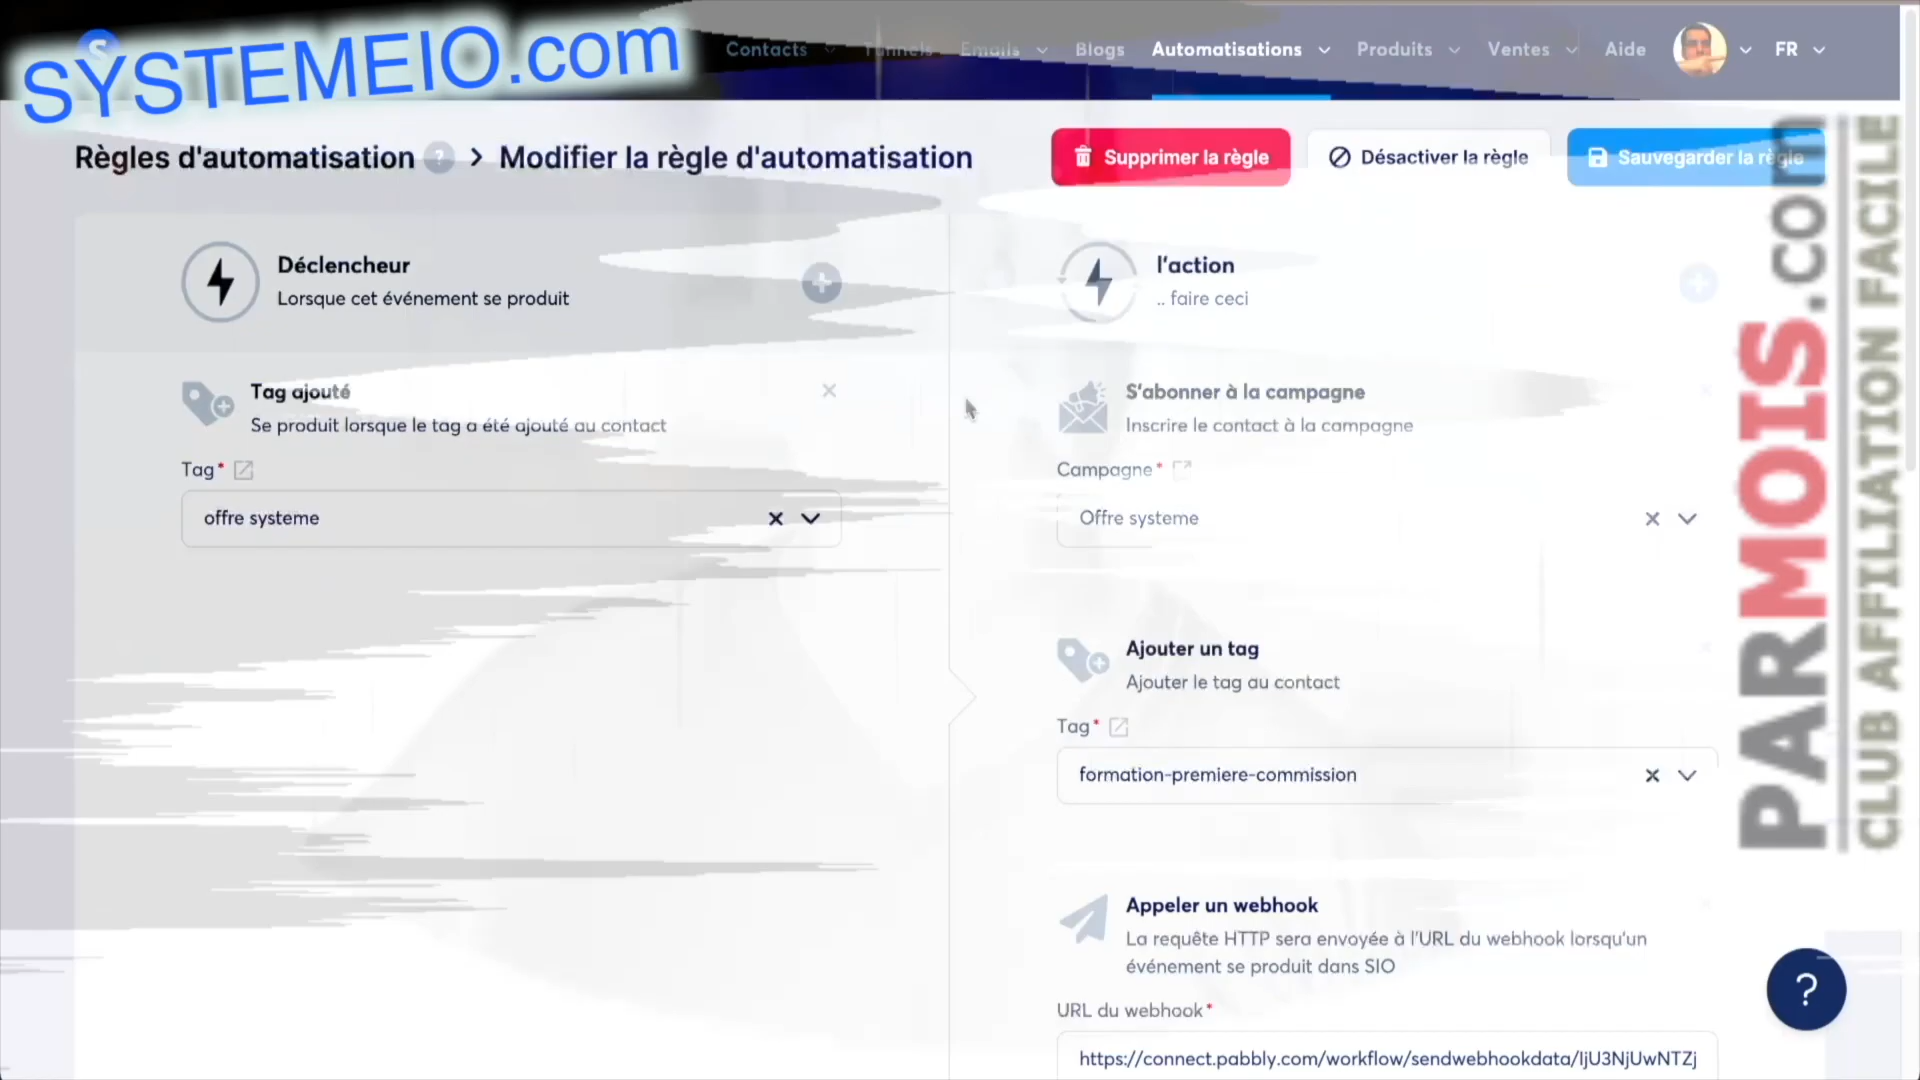 SYSTEMEIO.com
Contacts Tunnels Emails Blogs Automatisations Produits Ventes Aide FR
Règles d'automatisation ? > Modifier la règle d'automatisation
Supprimer la règle
Désactiver la règle
Sauvegarder la règle
Déclencheur
Lorsque cet événement se produit
Tag ajouté
Se produit lorsque le tag a été ajouté au contact
Tag*
offre systeme
l'action
.. faire ceci
S'abonner à la campagne
Inscrire le contact à la campagne
Campagne*
Offre systeme
Ajouter un tag
Ajouter le tag au contact
Tag*
formation-premiere-commission
Appeler un webhook
La requête HTTP sera envoyée à l'URL du webhook lorsqu'un
événement se produit dans SIO
URL du webhook*
https://connect.pabbly.com/workflow/sendwebhookdata/IjU3NjUwNTZj
?
PARMOIS.com
CLUB AFFILIATION FACILE